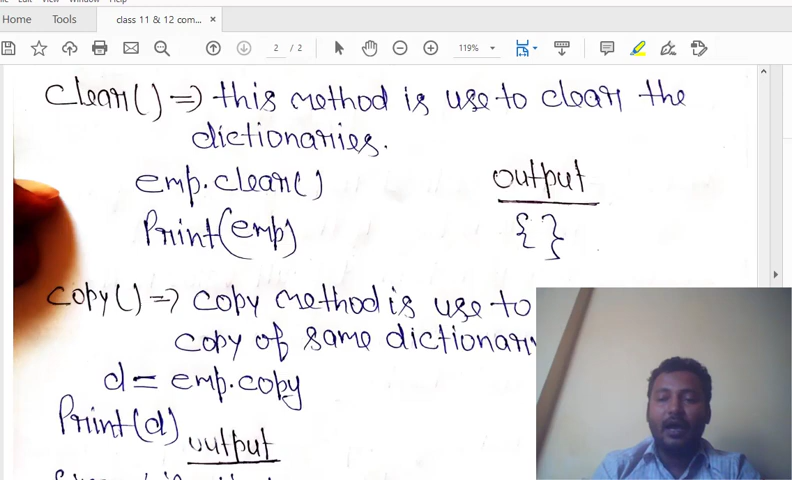 Home Tools class 11 & 12 com... ×
2 / 2 119%
Clear() => this method is use to clear the
dictionaries.
emp.clear()
Print(emp)
output
{ }
Copy() => copy method is use to
copy of same dictionar
d = emp.copy
Print(d)
output